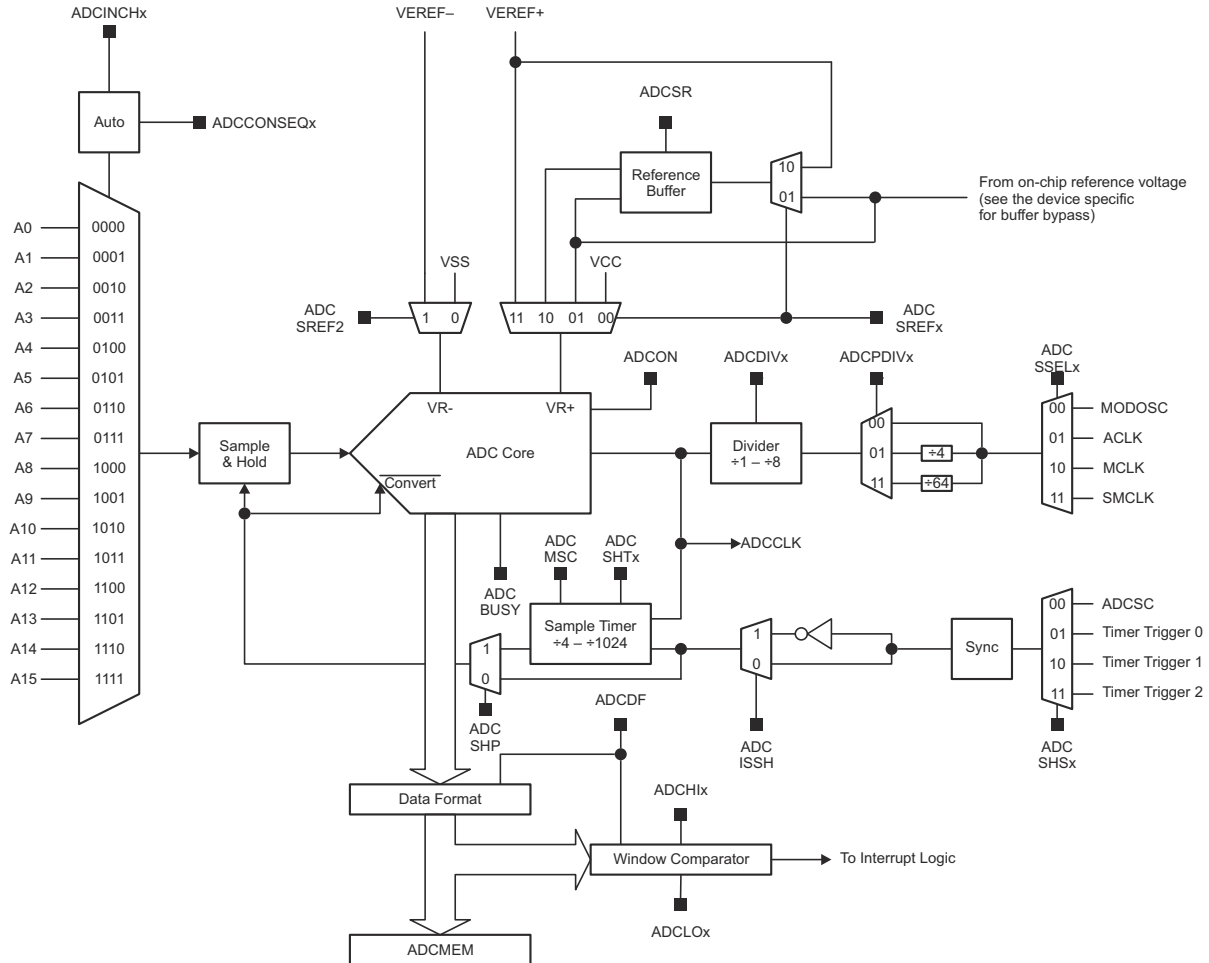 ADCINCHx
VEREF–
VEREF+
Auto
ADCCONSEQx
ADCSR
Reference
Buffer
10
01
From on-chip reference voltage
(see the device specific
for buffer bypass)
A0
0000
A1
0001
A2
0010
A3
0011
A4
0100
A5
0101
A6
0110
A7
0111
A8
1000
A9
1001
A10
1010
A11
1011
A12
1100
A13
1101
A14
1110
A15
1111
VSS
VCC
ADC
SREF2
1 0
11 10 01 00
ADC
SREFx
Sample
& Hold
VR-
VR+
ADC Core
Convert
ADCON
ADCDIVx
Divider
÷1 – ÷8
ADCPDIVx
00
01
11
÷4
÷64
ADC
SSELx
00
MODOSC
01
ACLK
10
MCLK
11
SMCLK
ADCCLK
ADC
BUSY
ADC
MSC
ADC
SHTx
Sample Timer
÷4 – ÷1024
1
0
ADC
SHP
1
0
ADC
ISSH
Sync
00
ADCSC
01
Timer Trigger 0
10
Timer Trigger 1
11
Timer Trigger 2
ADC
SHSx
ADCDF
Data Format
ADCHIx
Window Comparator
To Interrupt Logic
ADCLOx
ADCMEM